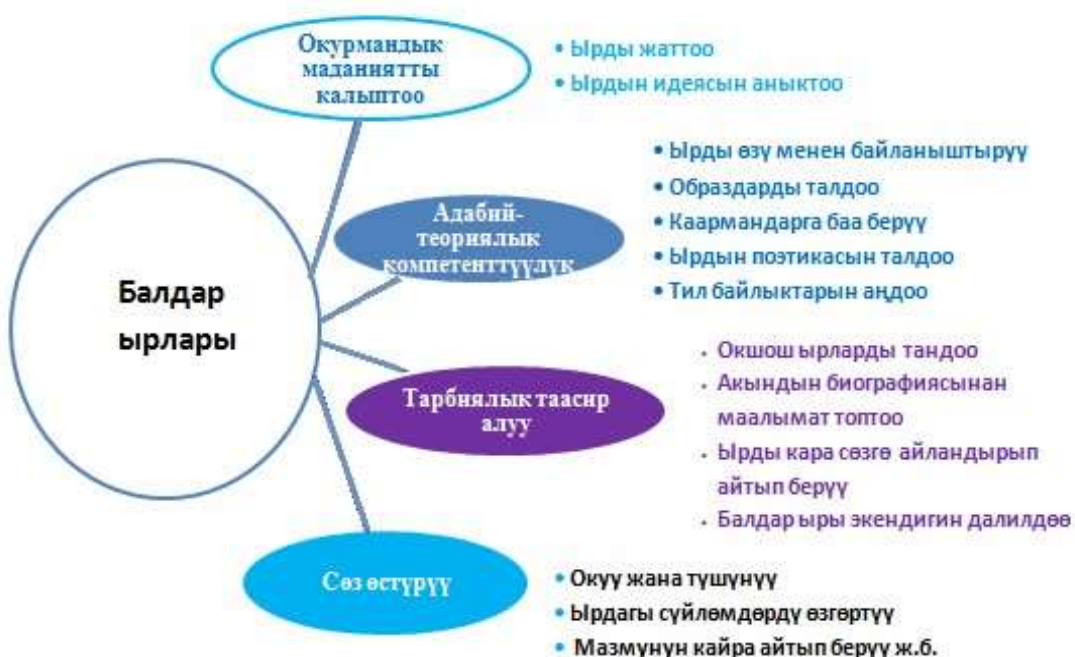 Окурмандык
маданиятты
калыптоо
• Ырды жаттоо
• Ырдын идеясын аныктоо
Балдар
ырлары
Адабий-
теориялык
компетенттүүлүк
• Ырды өзү менен байланыштыруу
• Образдарды талдоо
• Каармандарга баа берүү
• Ырдын поэтикасын талдоо
• Тил байлыктарын аңдоо
Тарбиялык таасир
алуу
• Окшош ырларды тандоо
• Акындын биографиясынан
маалымат топтоо
• Ырды кара сөзгө айландырып
айтып берүү
• Балдар ыры экендигин далилдөө
Сөз өстүрүү
• Окуу жана түшүнүү
• Ырдагы сүйлөмдөрдү өзгөртүү
• Мазмунун кайра айтып берүү ж.б.